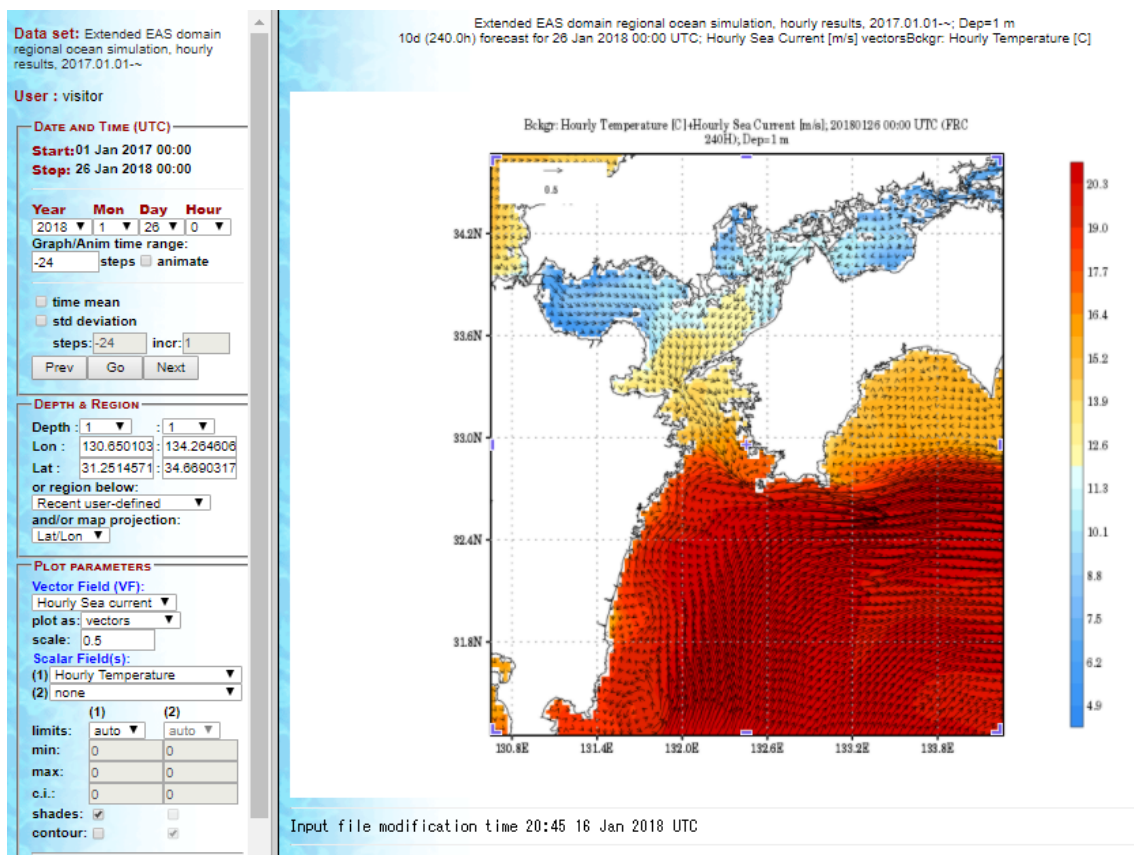 Data set: Extended EAS domain
regional ocean simulation, hourly
results, 2017.01.01-~
User : visitor
DATE AND TIME (UTC)
Start:01 Jan 2017 00:00
Stop: 26 Jan 2018 00:00
Year Mon Day Hour
2018 1 26 0
Graph/Anim time range:
-24 steps animate
time mean
std deviation
steps: -24 incr: 1
Prev Go Next
DEPTH & REGION
Depth : 1 : 1
Lon : 130.650103 : 134.264606
Lat : 31.2514571 : 34.6690317
or region below:
Recent user-defined
and/or map projection:
Lat/Lon
PLOT PARAMETERS
Vector Field (VF):
Hourly Sea current
plot as: vectors
scale: 0.5
Scalar Field(s):
(1) Hourly Temperature
(2) none
(1) (2)
limits: auto auto
min: 0 0
max: 0 0
c.i.: 0 0
shades:
contour:
Extended EAS domain regional ocean simulation, hourly results, 2017.01.01-~; Dep=1 m
10d (240.0h) forecast for 26 Jan 2018 00:00 UTC; Hourly Sea Current [m/s] vectorsBckgr: Hourly Temperature [C]
Bckgr: Hourly Temperature [C]+Hourly Sea Current [m/s]; 20180126 00:00 UTC (FRC
240H); Dep=1 m
0.5
34.2N
33.6N
33.0N
32.4N
31.8N
130.8E 131.4E 132.0E 132.6E 133.2E 133.8E
20.3
19.0
17.7
16.4
15.2
13.9
12.6
11.3
10.1
8.8
7.5
6.2
4.9
Input file modification time 20:45 16 Jan 2018 UTC